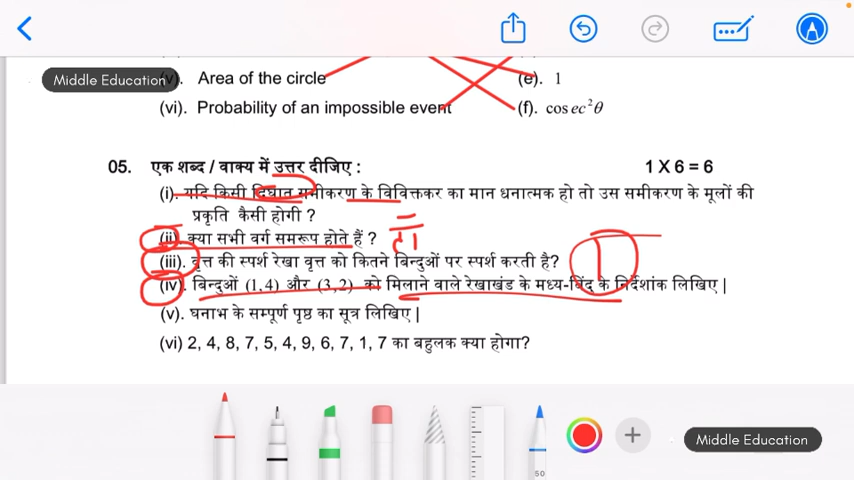 Middle Education
(v). Area of the circle (e). 1
(vi). Probability of an impossible event (f). cosec²θ
05. एक शब्द / वाक्य में उत्तर दीजिए : 1 X 6 = 6
(i). यदि किसी द्विघात समीकरण के विविक्तकर का मान धनात्मक हो तो उस समीकरण के मूलों की
प्रकृति कैसी होगी ?
(ii). क्या सभी वर्ग समरूप होते हैं ? हाँ
(iii). वृत्त की स्पर्श रेखा वृत्त को कितने बिन्दुओं पर स्पर्श करती है? 1
(iv). बिन्दुओं (1,4) और (3,2) को मिलाने वाले रेखाखंड के मध्य-बिंदु के निर्देशांक लिखिए |
(v). घनाभ के सम्पूर्ण पृष्ठ का सूत्र लिखिए |
(vi) 2, 4, 8, 7, 5, 4, 9, 6, 7, 1, 7 का बहुलक क्या होगा?
50
Middle Education